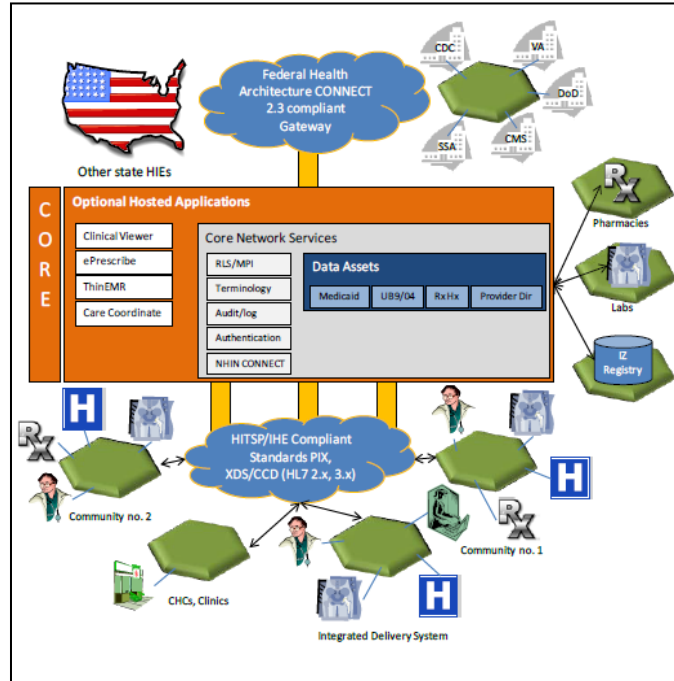 Federal Health
Architecture CONNECT
2.3 compliant
Gateway
CDC
VA
DoD
CMS
SSA
Other state HIEs
CORE
Optional Hosted Applications
Clinical Viewer
ePrescribe
ThinEMR
Care Coordinate
Core Network Services
RLS/MPI
Terminology
Audit/log
Authentication
NHIN CONNECT
Data Assets
Medicaid
UB9/04
RxHx
Provider Dir
RX
Pharmacies
Labs
IZ
Registry
HITSP/IHE Compliant
Standards PIX,
XDS/CCD (HL7 2.x, 3.x)
H
RX
Community no. 2
H
RX
Community no. 1
CHCs, Clinics
H
Integrated Delivery System